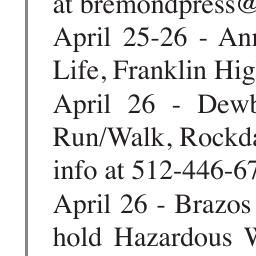 at bremondpress@
April 25-26 - An
Life, Franklin Hig
April 26 - Dewb
Run/Walk, Rockda
info at 512-446-67
April 26 - Brazos
hold Hazardous W